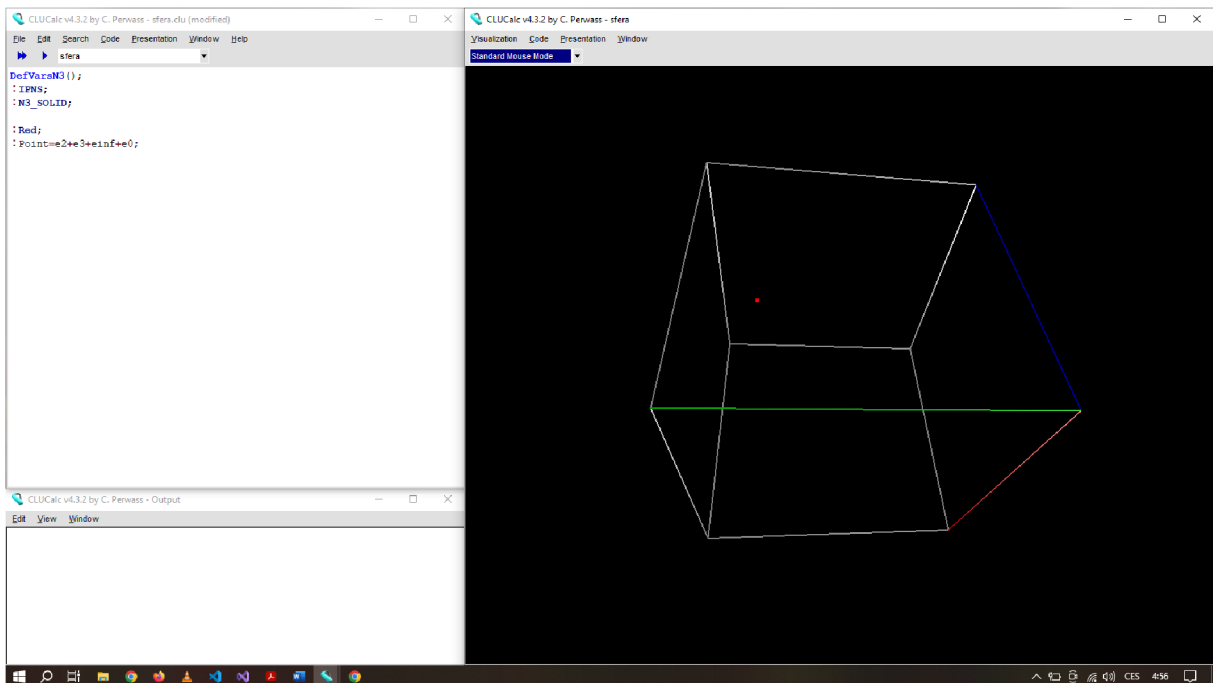 CLUCalc v4.3.2 by C. Perwass - sfera.clu (modified)
File Edit Search Code Presentation Window Help
sfera
DefVarsN3();
:IPNS;
:N3_SOLID;
:Red;
:Point=e2+e3+einf+e0;
CLUCalc v4.3.2 by C. Perwass - Output
Edit View Window
CLUCalc v4.3.2 by C. Perwass - sfera
Visualization Code Presentation Window
Standard Mouse Mode
CES 4:56